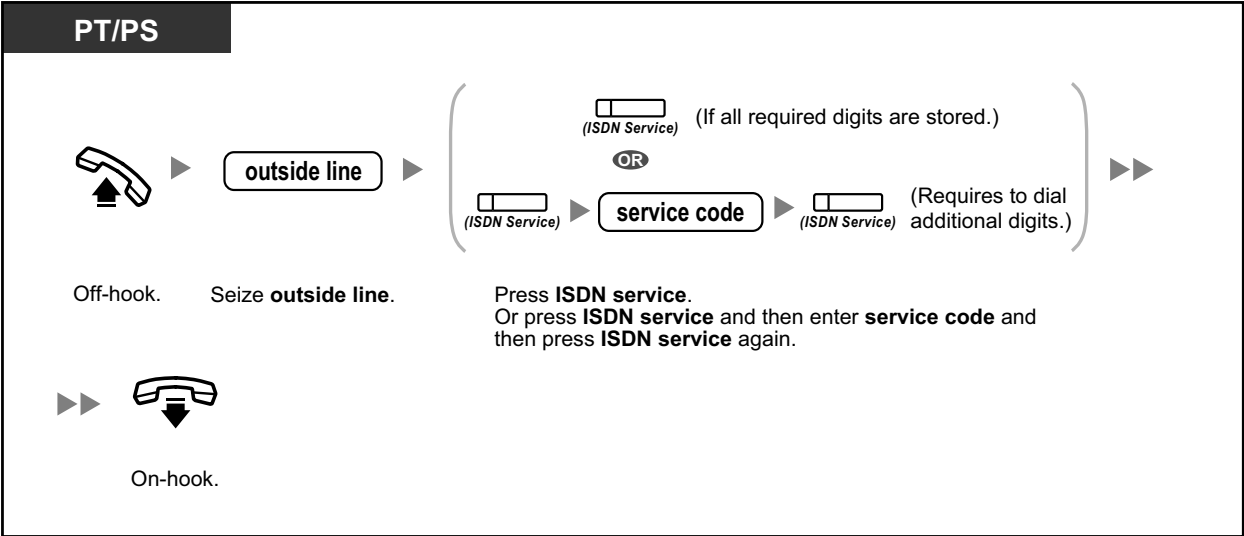 PT/PS
(ISDN Service) (If all required digits are stored.)
OR
outside line
(ISDN Service) service code (ISDN Service) (Requires to dial
additional digits.)
Off-hook.
Seize outside line.
Press ISDN service.
Or press ISDN service and then enter service code and
then press ISDN service again.
On-hook.